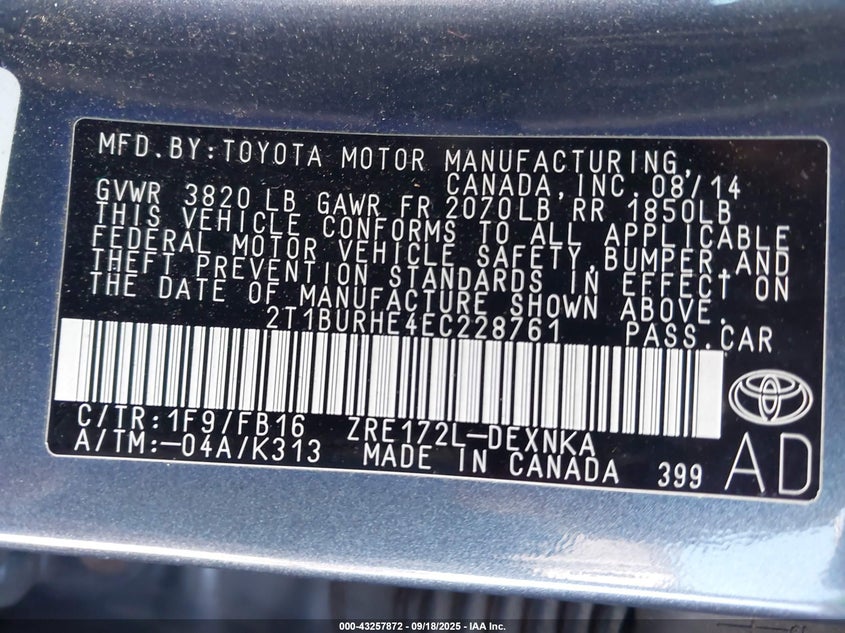 MFD.BY:TOYOTA MOTOR MANUFACTURING,
CANADA,INC.08/14
GVWR 3820 LB GAWR FR 2070LB RR 1850LB
THIS VEHICLE CONFORMS TO ALL APPLICABLE
FEDERAL MOTOR VEHICLE SAFETY,BUMPER,AND
THEFT PREVENTION STANDARDS IN EFFECT ON
THE DATE OF MANUFACTURE SHOWN ABOVE.
2T1BURHE4EC228761 PASS.CAR
C/TR:1F9/FB16 ZRE172L-DEXNKA
A/TM:-04A/K313 MADE IN CANADA 399
AD
000-43257872 - 09/18/2025 - IAA Inc.